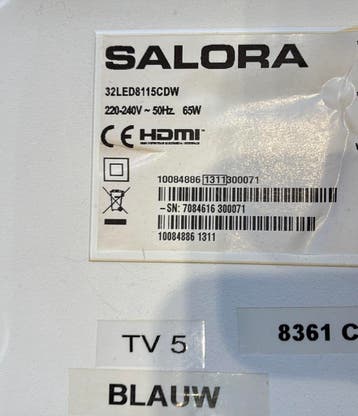 SALORA
32LED8115CDW
220-240V ~ 50Hz. 65W
CE HDMI
10084886 1311 300071
-SN: 7084616 300071
10084886 1311
TV 5
8361 C
BLAUW